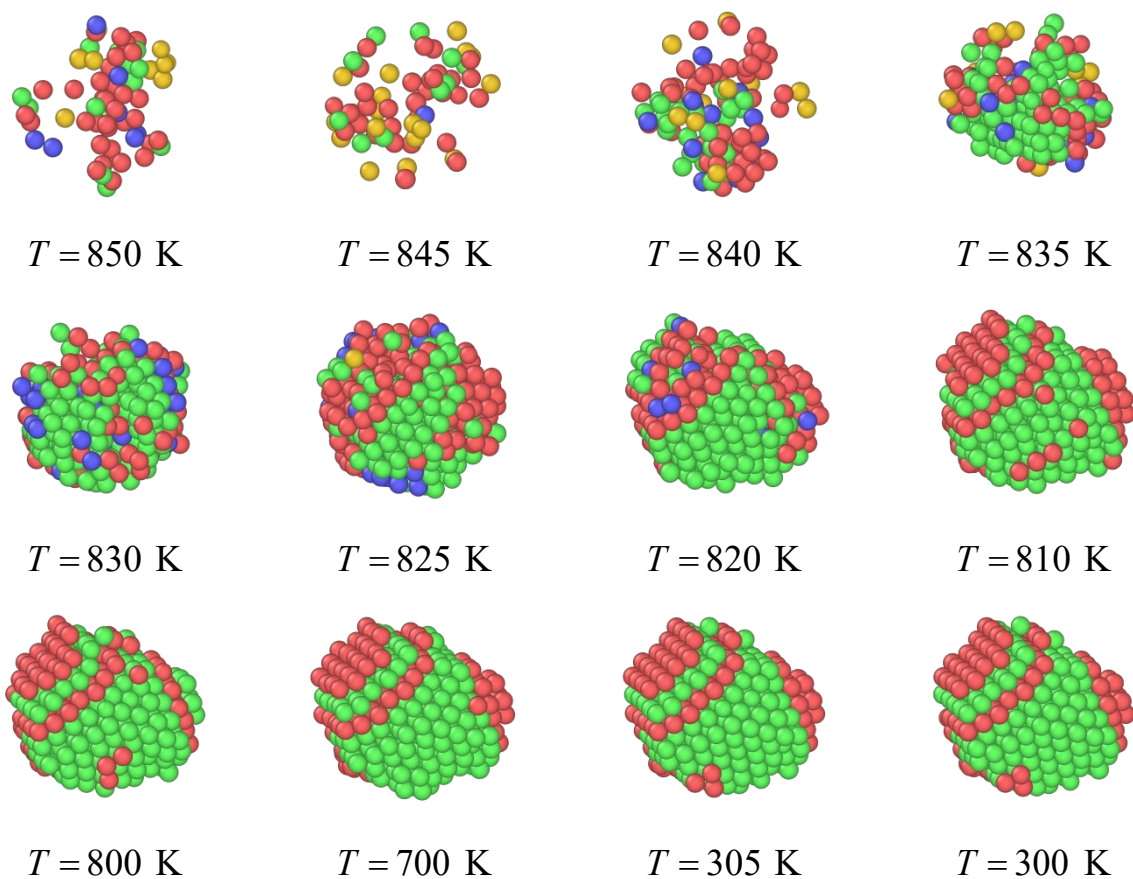 T = 850 K
T = 845 K
T = 840 K
T = 835 K
T = 830 K
T = 825 K
T = 820 K
T = 810 K
T = 800 K
T = 700 K
T = 305 K
T = 300 K